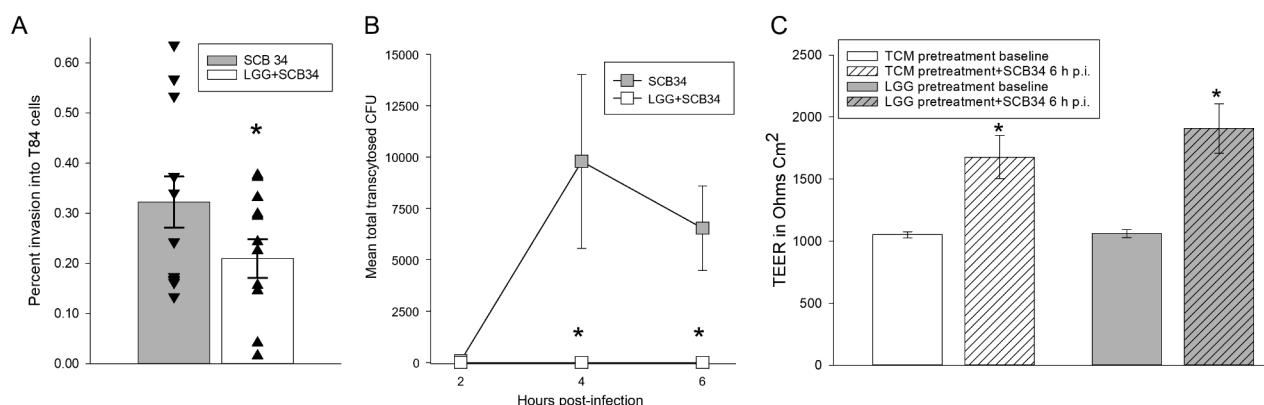 A
Percent invasion into T84 cells
0.60
0.50
0.40
0.30
0.20
0.10
0.00
SCB 34
LGG+SCB34
*
B
Mean total transcytosed CFU
15000
12500
10000
7500
5000
2500
0
SCB34
LGG+SCB34
* *
2 4 6
Hours post-infection
C
TEER in Ohms Cm²
2500
2000
1500
1000
500
0
TCM pretreatment baseline
TCM pretreatment+SCB34 6 h p.i.
LGG pretreatment baseline
LGG pretreatment+SCB34 6 h p.i.
* *